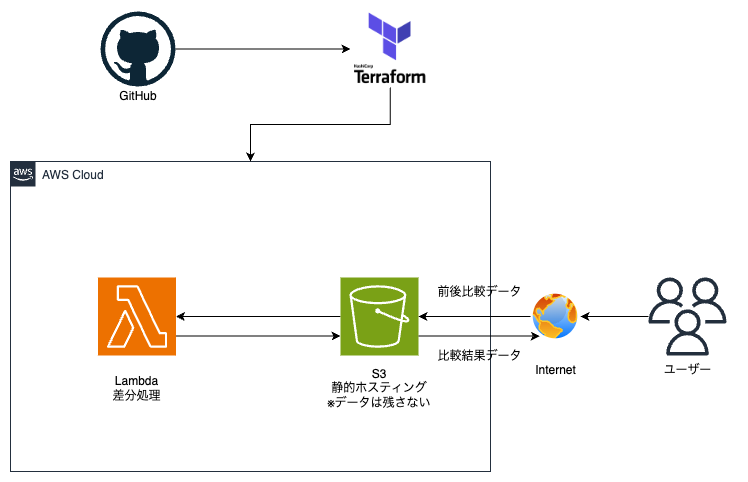 GitHub
HashiCorp
Terraform
aws
AWS Cloud
前後比較データ
比較結果データ
Lambda
差分処理
S3
静的ホスティング
※データは残さない
Internet
ユーザー